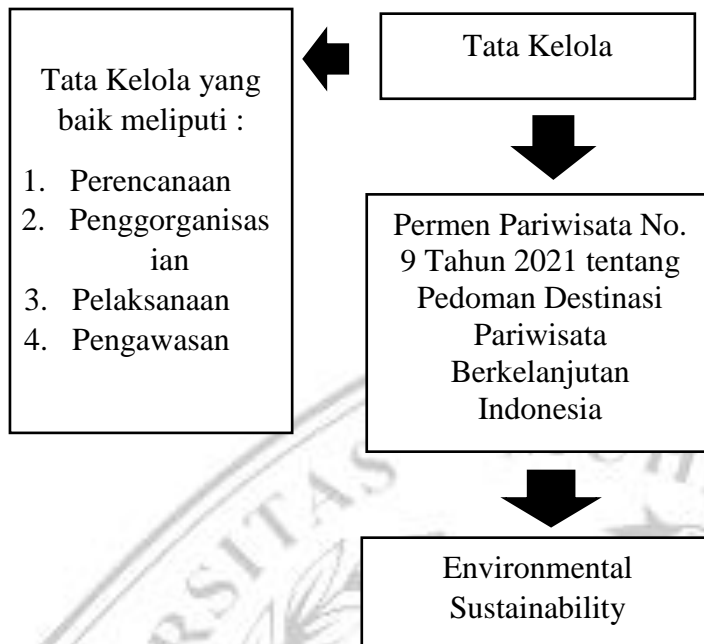 Tata Kelola
Tata Kelola yang
baik meliputi :
1. Perencanaan
2. Penggorganisas
ian
3. Pelaksanaan
4. Pengawasan
Permen Pariwisata No.
9 Tahun 2021 tentang
Pedoman Destinasi
Pariwisata
Berkelanjutan
Indonesia
Environmental
Sustainability